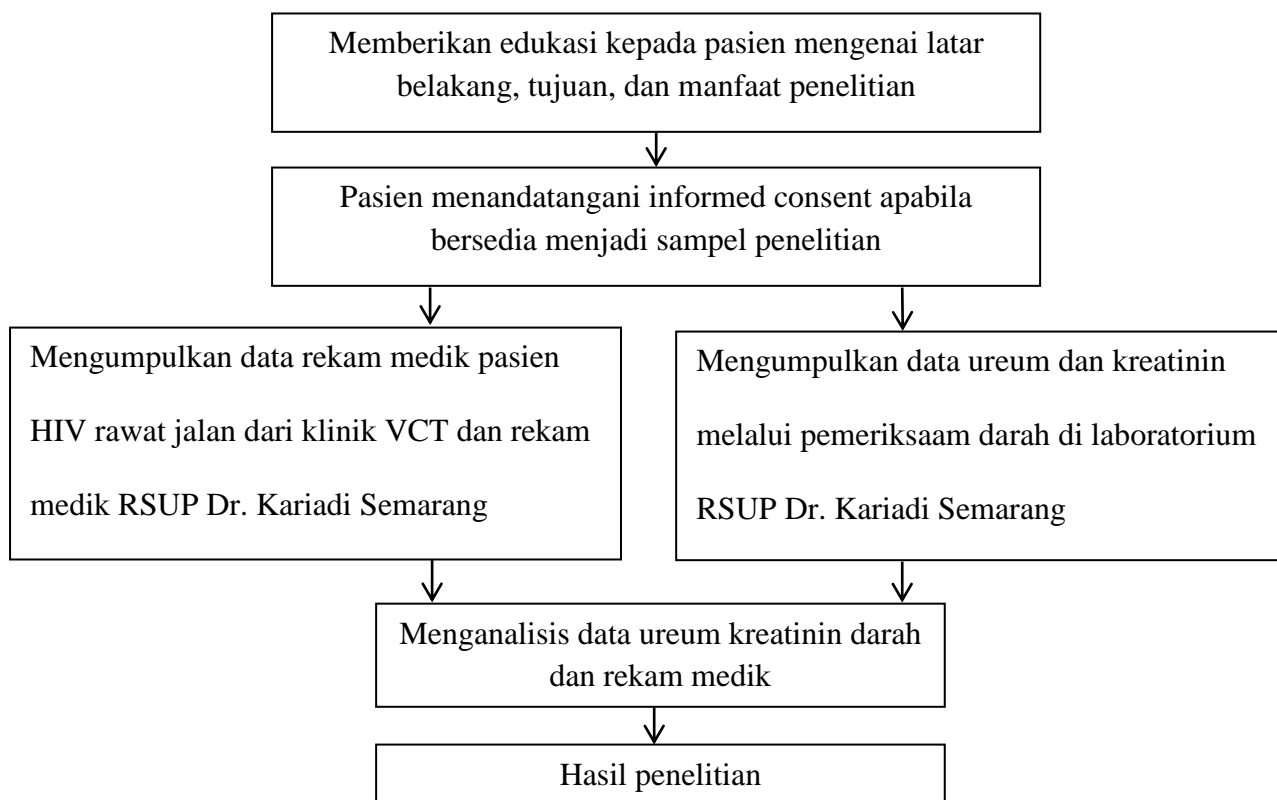 Memberikan edukasi kepada pasien mengenai latar
belakang, tujuan, dan manfaat penelitian
Pasien menandatangani informed consent apabila
bersedia menjadi sampel penelitian
Mengumpulkan data rekam medik pasien
HIV rawat jalan dari klinik VCT dan rekam
medik RSUP Dr. Kariadi Semarang
Mengumpulkan data ureum dan kreatinin
melalui pemeriksaam darah di laboratorium
RSUP Dr. Kariadi Semarang
Menganalisis data ureum kreatinin darah
dan rekam medik
Hasil penelitian